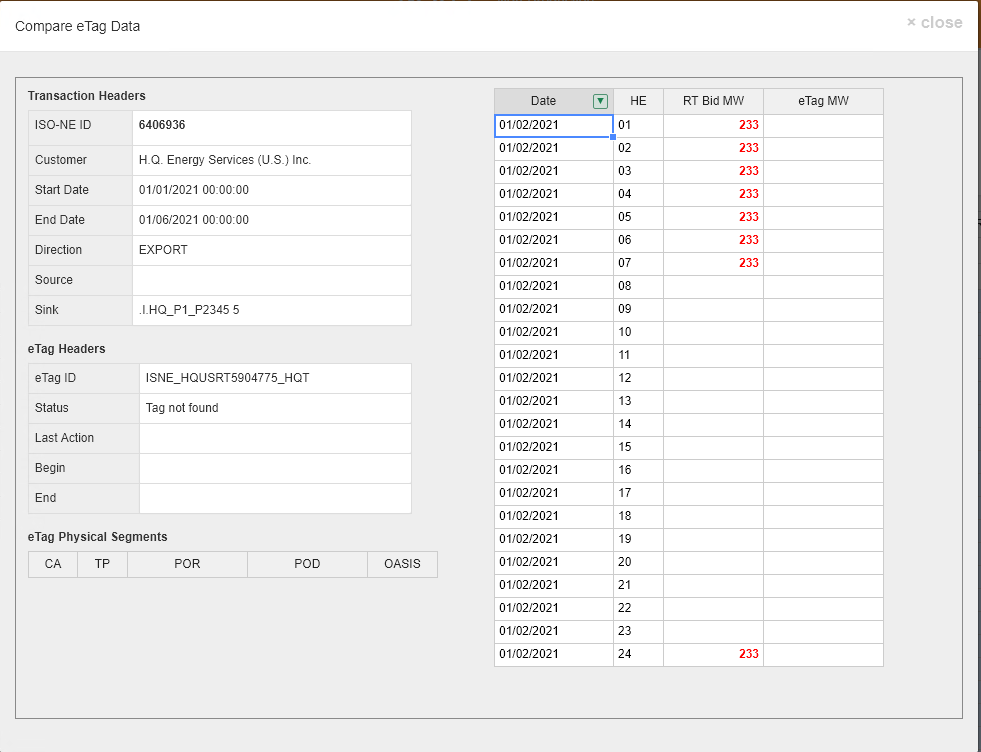 Compare eTag Data
× close
Transaction Headers
ISO-NE ID 6406936
Customer H.Q. Energy Services (U.S.) Inc.
Start Date 01/01/2021 00:00:00
End Date 01/06/2021 00:00:00
Direction EXPORT
Source
Sink .I.HQ_P1_P2345 5
eTag Headers
eTag ID ISNE_HQUSRT5904775_HQT
Status Tag not found
Last Action
Begin
End
eTag Physical Segments
CA TP POR POD OASIS
Date HE RT Bid MW eTag MW
01/02/2021 01 233
01/02/2021 02 233
01/02/2021 03 233
01/02/2021 04 233
01/02/2021 05 233
01/02/2021 06 233
01/02/2021 07 233
01/02/2021 08
01/02/2021 09
01/02/2021 10
01/02/2021 11
01/02/2021 12
01/02/2021 13
01/02/2021 14
01/02/2021 15
01/02/2021 16
01/02/2021 17
01/02/2021 18
01/02/2021 19
01/02/2021 20
01/02/2021 21
01/02/2021 22
01/02/2021 23
01/02/2021 24 233